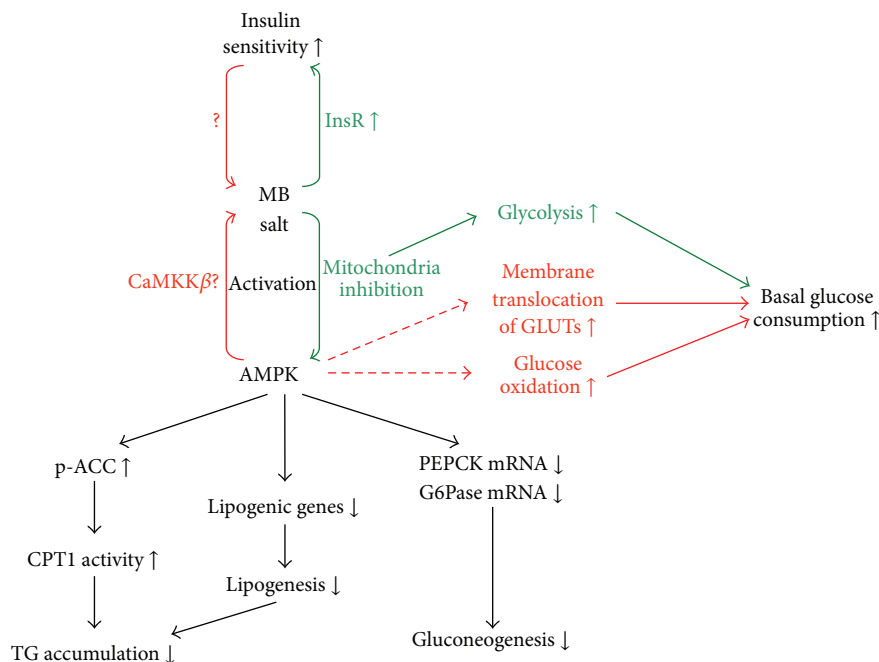 Insulin
sensitivity ↑
?
InsR ↑
MB
salt
Glycolysis ↑
CaMKKβ?
Activation
Mitochondria
inhibition
Membrane
translocation
of GLUTs ↑
Basal glucose
consumption ↑
Glucose
oxidation ↑
AMPK
p-ACC ↑
PEPCK mRNA ↓
G6Pase mRNA ↓
Lipogenic genes ↓
CPT1 activity ↑
Lipogenesis ↓
TG accumulation ↓
Gluconeogenesis ↓